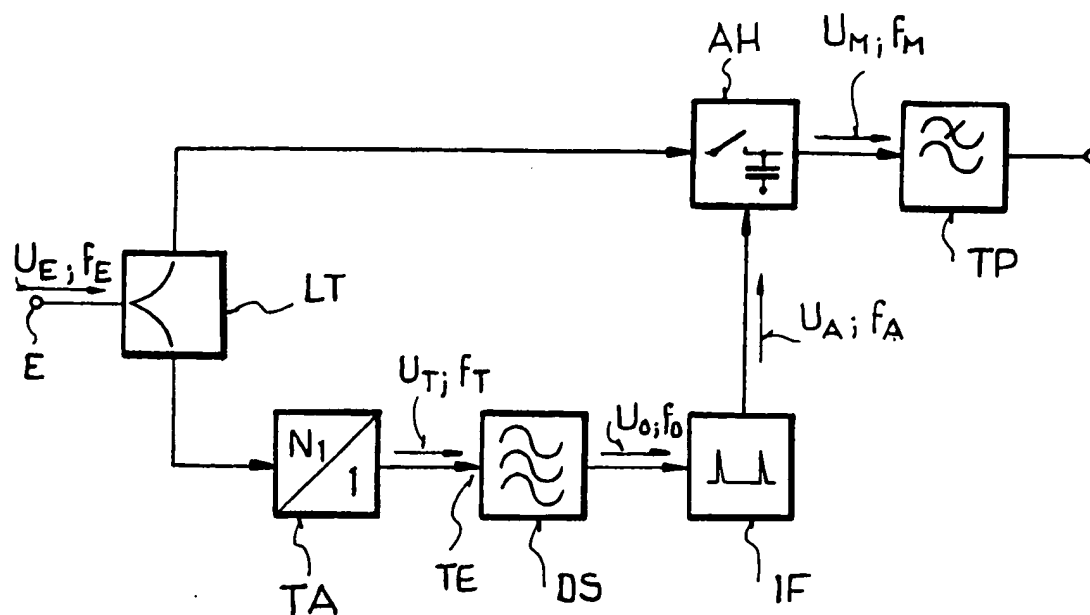 AH
U_M; f_M
TP
U_E; f_E
LT
E
U_A; f_A
U_T; f_T
U_0; f_0
N1
1
TE
TA
DS
IF